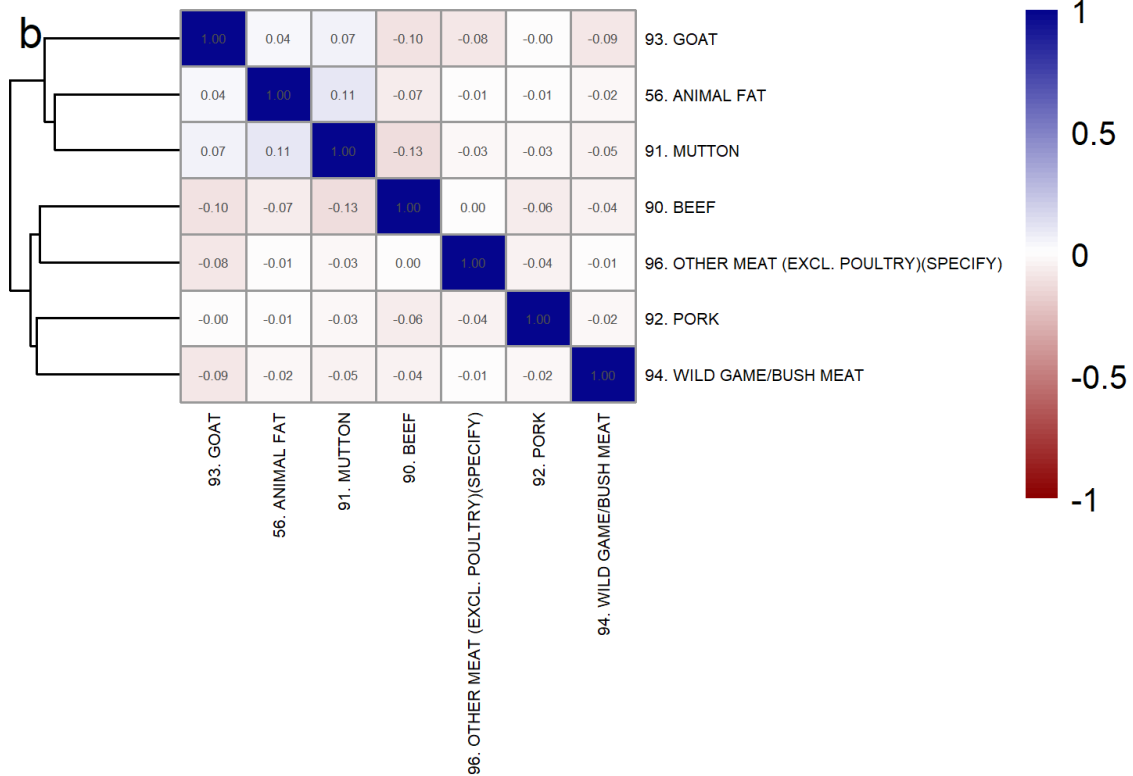 b
1.00 0.04 0.07 -0.10 -0.08 -0.00 -0.09 93. GOAT
0.04 1.00 0.11 -0.07 -0.01 -0.01 -0.02 56. ANIMAL FAT
0.07 0.11 1.00 -0.13 -0.03 -0.03 -0.05 91. MUTTON
-0.10 -0.07 -0.13 1.00 0.00 -0.06 -0.04 90. BEEF
-0.08 -0.01 -0.03 0.00 1.00 -0.04 -0.01 96. OTHER MEAT (EXCL. POULTRY)(SPECIFY)
-0.00 -0.01 -0.03 -0.06 -0.04 1.00 -0.02 92. PORK
-0.09 -0.02 -0.05 -0.04 -0.01 -0.02 1.00 94. WILD GAME/BUSH MEAT
93. GOAT
56. ANIMAL FAT
91. MUTTON
90. BEEF
96. OTHER MEAT (EXCL. POULTRY)(SPECIFY)
92. PORK
94. WILD GAME/BUSH MEAT
1
0.5
0
-0.5
-1